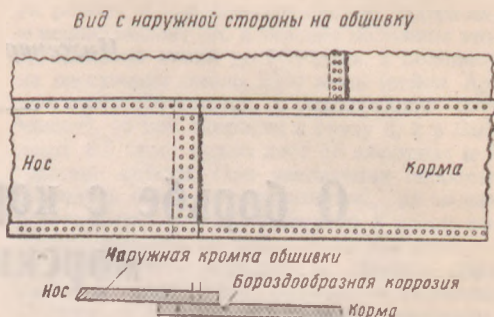 Вид с наружной стороны на обшивку
Нос
Корма
Наружная кромка обшивки
Бороздообразная коррозия
Нос
Корма